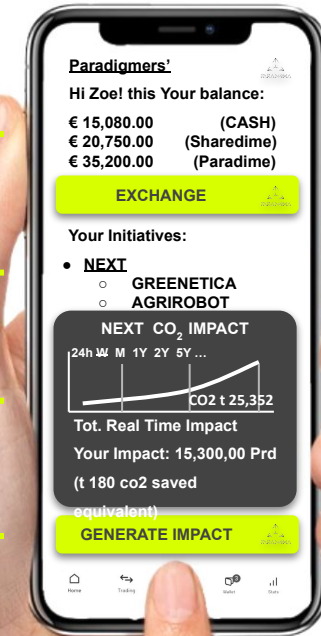 Paradigmers’
Hi Zoe! this Your balance:
€ 15,080.00 (CASH)
€ 20,750.00 (Sharedime)
€ 35,200.00 (Paradime)
EXCHANGE
Your Initiatives:
● NEXT
○ GREENETICA
○ AGRIROBOT
NEXT CO2 IMPACT
24h W M 1Y 2Y 5Y ...
CO2 t 25,352
Tot. Real Time Impact
Your Impact: 15,300,00 Prd
(t 180 co2 saved
equivalent)
GENERATE IMPACT
Home Trading Wallet Stats